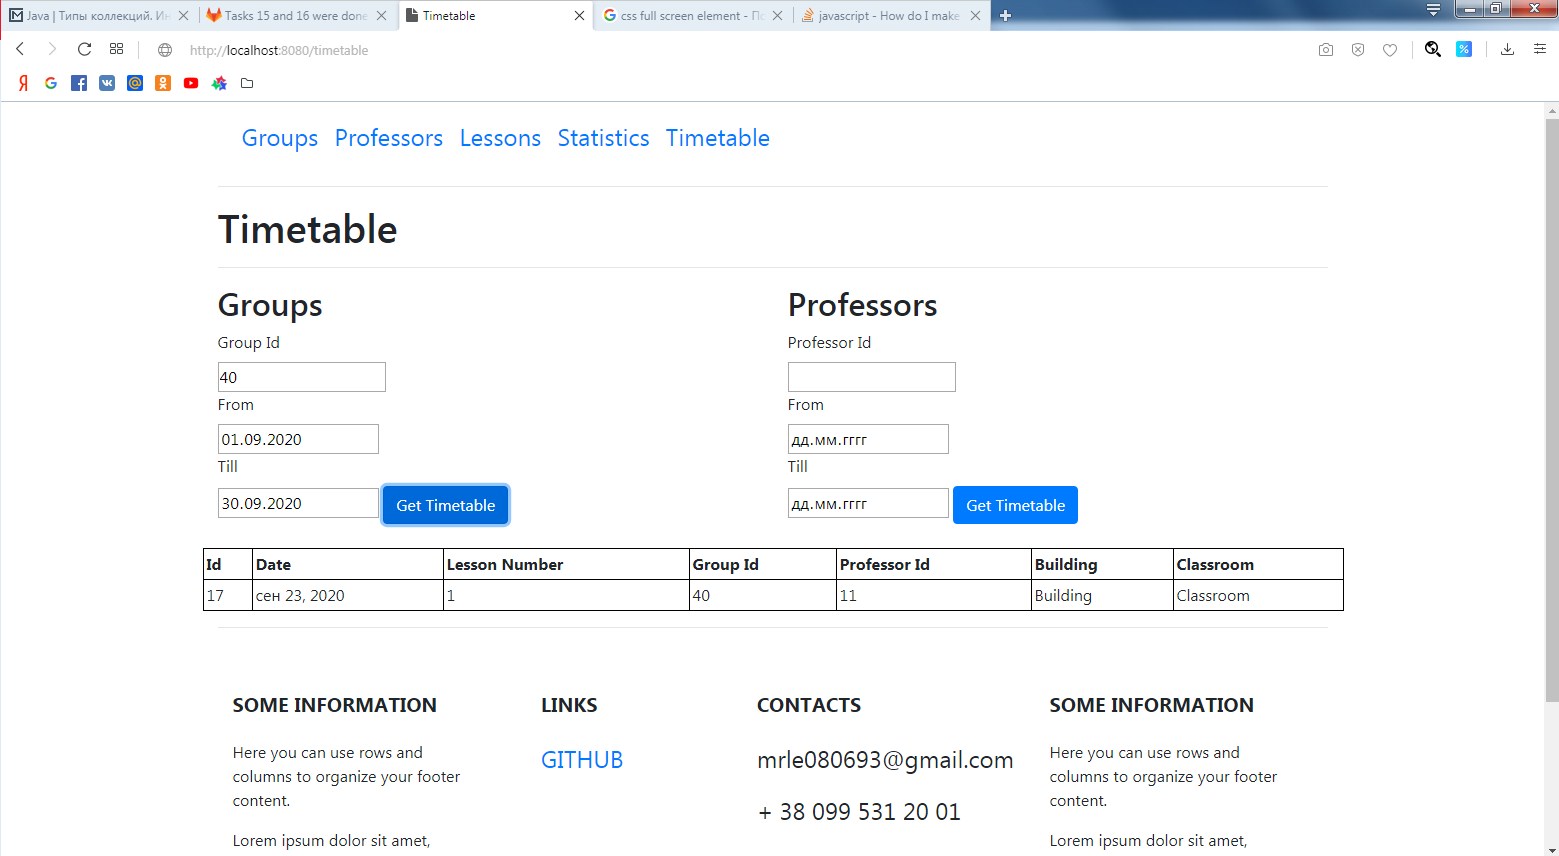 Java | Типы коллекций. Ин
Tasks 15 and 16 were done
Timetable
css full screen element - По
javascript - How do I make
http://localhost:8080/timetable
Groups Professors Lessons Statistics Timetable
Timetable
Groups
Group Id
40
From
01.09.2020
Till
30.09.2020 Get Timetable
Professors
Professor Id
From
дд.мм.гггг
Till
дд.мм.гггг Get Timetable
Id Date Lesson Number Group Id Professor Id Building Classroom
17 сен 23, 2020 1 40 11 Building Classroom
SOME INFORMATION
Here you can use rows and
columns to organize your footer
content.
Lorem ipsum dolor sit amet,
LINKS
GITHUB
CONTACTS
mrle080693@gmail.com
+ 38 099 531 20 01
SOME INFORMATION
Here you can use rows and
columns to organize your footer
content.
Lorem ipsum dolor sit amet,